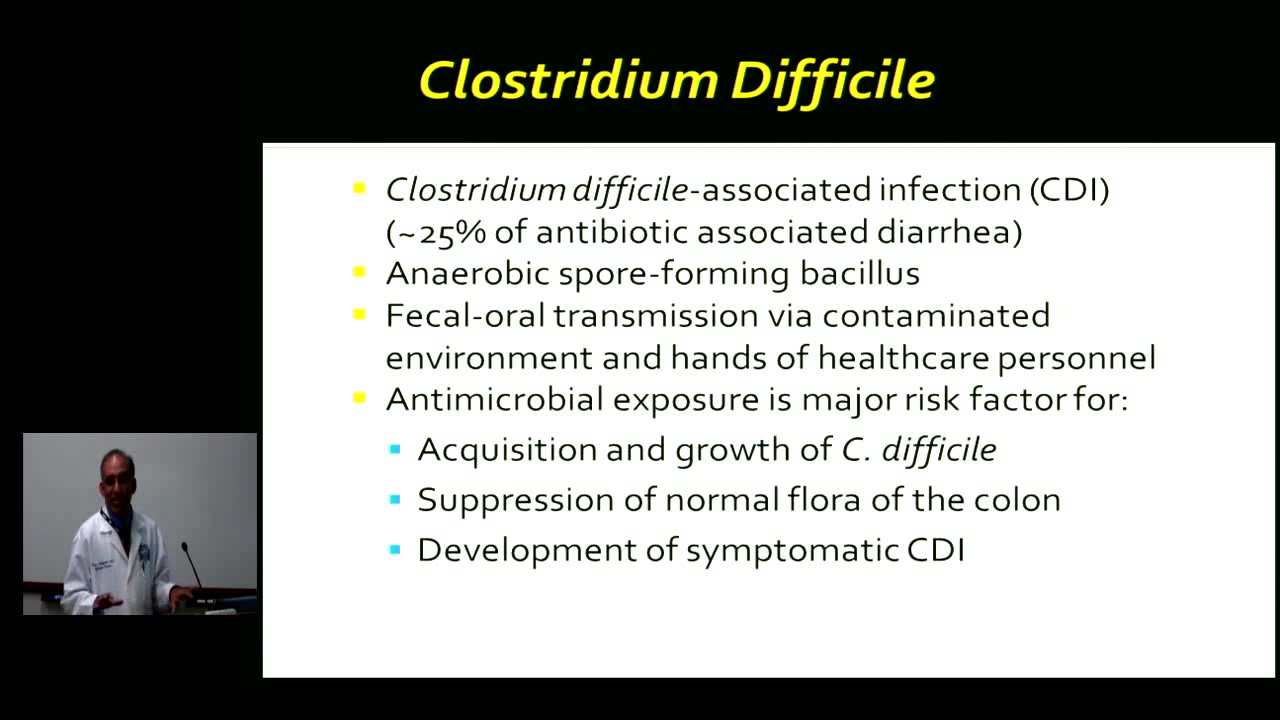 Clostridium Difficile
Clostridium difficile-associated infection (CDI)
(~25% of antibiotic associated diarrhea)
Anaerobic spore-forming bacillus
Fecal-oral transmission via contaminated
environment and hands of healthcare personnel
Antimicrobial exposure is major risk factor for:
Acquisition and growth of C. difficile
Suppression of normal flora of the colon
Development of symptomatic CDI